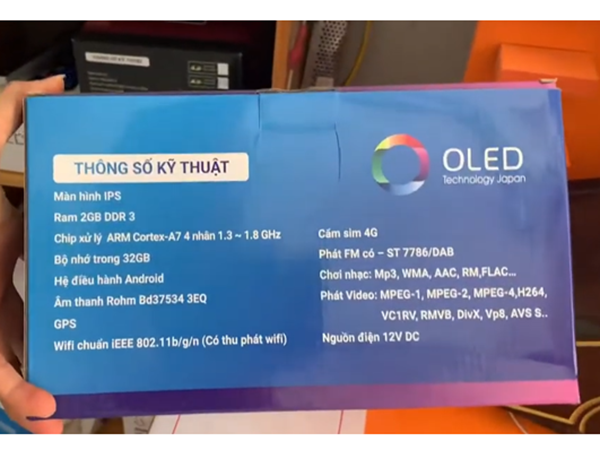 THÔNG SỐ KỸ THUẬT
OLED
Technology Japan
Màn hình IPS
Ram 2GB DDR 3
Chip xử lý ARM Cortex-A7 4 nhân 1.3 ~ 1.8 GHz
Bộ nhớ trong 32GB
Hệ điều hành Android
Âm thanh Rohm Bd37534 3EQ
GPS
Wifi chuẩn iEEE 802.11b/g/n (Có thu phát wifi)
Cắm sim 4G
Phát FM có – ST 7786/DAB
Chơi nhạc: Mp3, WMA, AAC, RM,FLAC...
Phát Video: MPEG-1, MPEG-2, MPEG-4,H264,
VC1RV, RMVB, DivX, Vp8, AVS S..
Nguồn điện 12V DC
THÔNG SỐ KỸ THUẬT